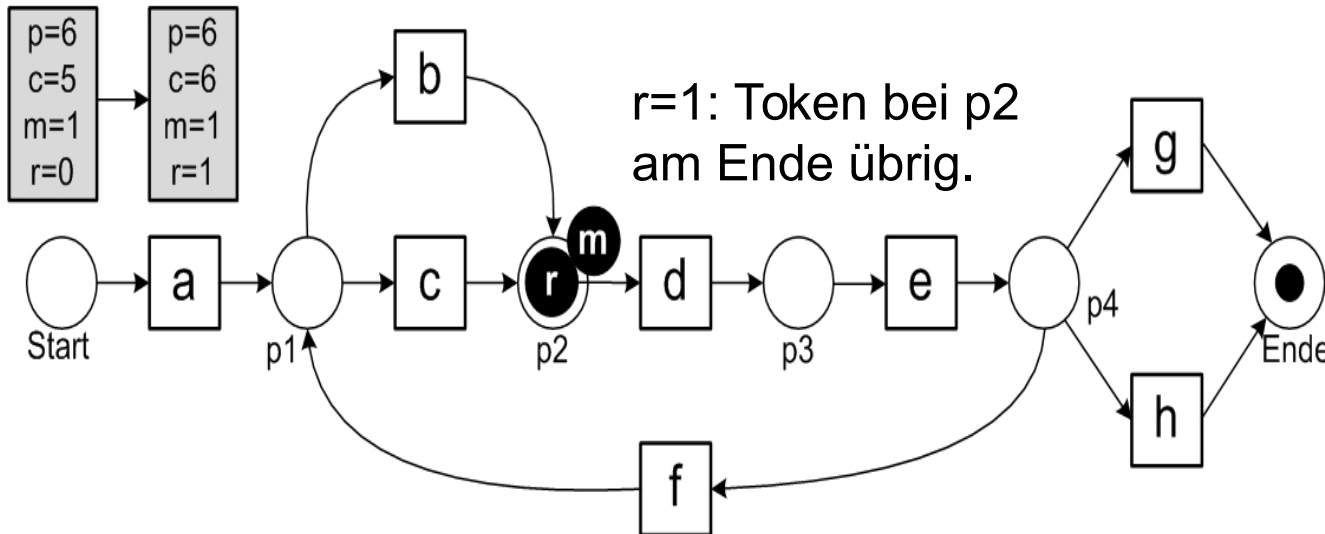 p=6
c=5
m=1
r=0
p=6
c=6
m=1
r=1
b
r=1: Token bei p2
am Ende übrig.
g
m
a
c
r
d
e
Start
p1
p2
p3
p4
Ende
h
f